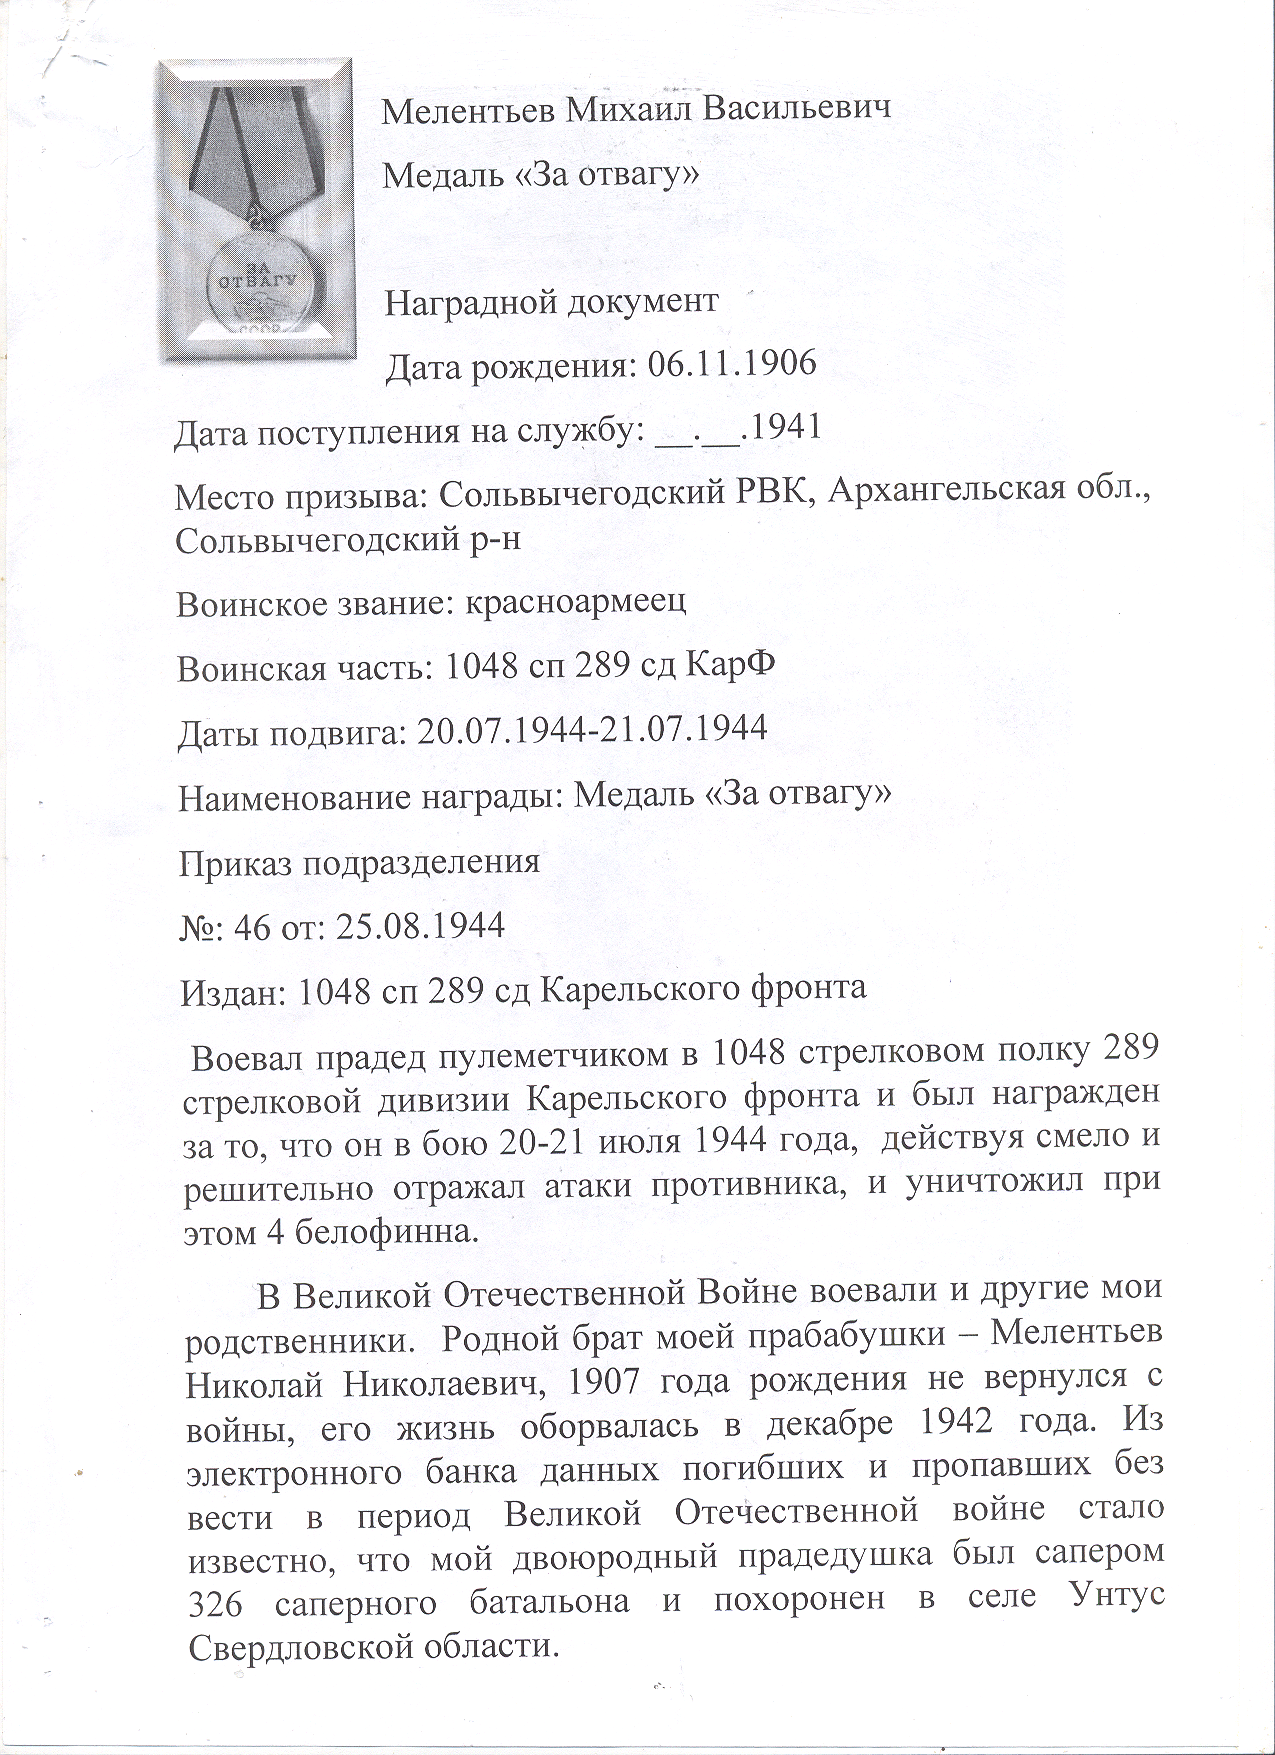 Мелентьев Михаил Васильевич
Медаль «За отвагу»
ЗА
ОТВАГУ
СССР
Наградной документ
Дата рождения: 06.11.1906
Дата поступления на службу: __.__.1941
Место призыва: Сольвычегодский РВК, Архангельская обл.,
Сольвычегодский р-н
Воинское звание: красноармеец
Воинская часть: 1048 сп 289 сд КарФ
Даты подвига: 20.07.1944-21.07.1944
Наименование награды: Медаль «За отвагу»
Приказ подразделения
№: 46 от: 25.08.1944
Издан: 1048 сп 289 сд Карельского фронта
Воевал прадед пулеметчиком в 1048 стрелковом полку 289
стрелковой дивизии Карельского фронта и был награжден
за то, что он в бою 20-21 июля 1944 года, действуя смело и
решительно отражал атаки противника, и уничтожил при
этом 4 белофинна.
В Великой Отечественной Войне воевали и другие мои
родственники. Родной брат моей прабабушки – Мелентьев
Николай Николаевич, 1907 года рождения не вернулся с
войны, его жизнь оборвалась в декабре 1942 года. Из
электронного банка данных погибших и пропавших без
вести в период Великой Отечественной войне стало
известно, что мой двоюродный прадедушка был сапером
326 саперного батальона и похоронен в селе Унтус
Свердловской области.